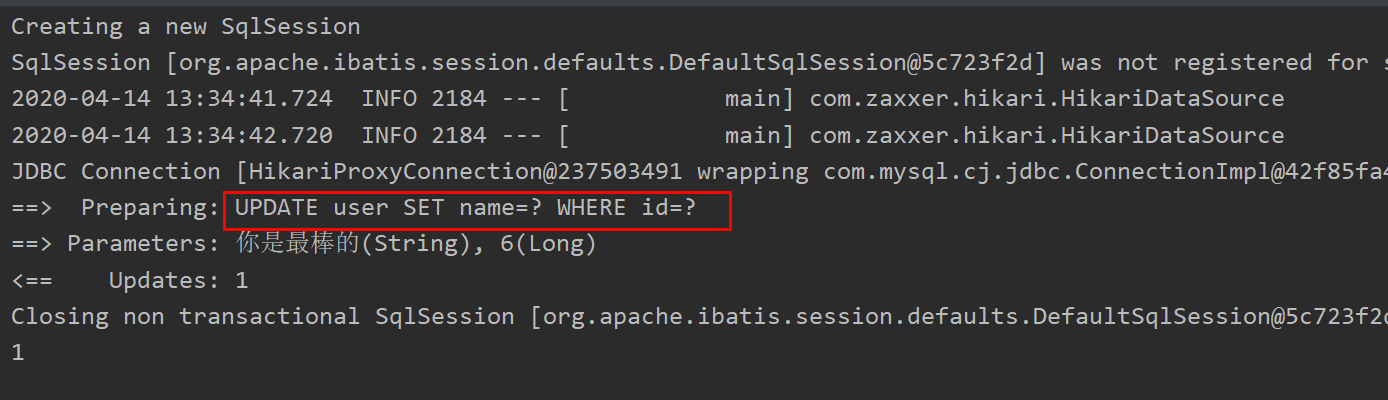 Creating a new SqlSession
SqlSession [org.apache.ibatis.session.defaults.DefaultSqlSession@5c723f2d] was not registered for s
2020-04-14 13:34:41.724  INFO 2184 --- [           main] com.zaxxer.hikari.HikariDataSource
2020-04-14 13:34:42.720  INFO 2184 --- [           main] com.zaxxer.hikari.HikariDataSource
JDBC Connection [HikariProxyConnection@237503491 wrapping com.mysql.cj.jdbc.ConnectionImpl@42f85fa4
==>  Preparing: UPDATE user SET name=? WHERE id=?
==> Parameters: 你是最棒的(String), 6(Long)
<==    Updates: 1
Closing non transactional SqlSession [org.apache.ibatis.session.defaults.DefaultSqlSession@5c723f2d
1